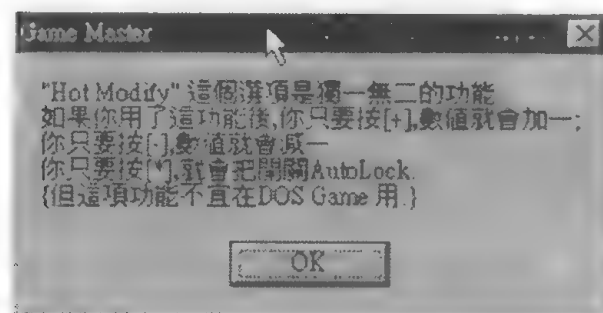 Game Master
"Hot Modify" 這個選項是獨一無二的功能
如果你用了這功能後,你只要按[+],數值就會加一;
你只要按[-],數值就會减一
你只要按[*],就會把開關AutoLock.
{但這項功能不宜在DOS Game 用.}
OK